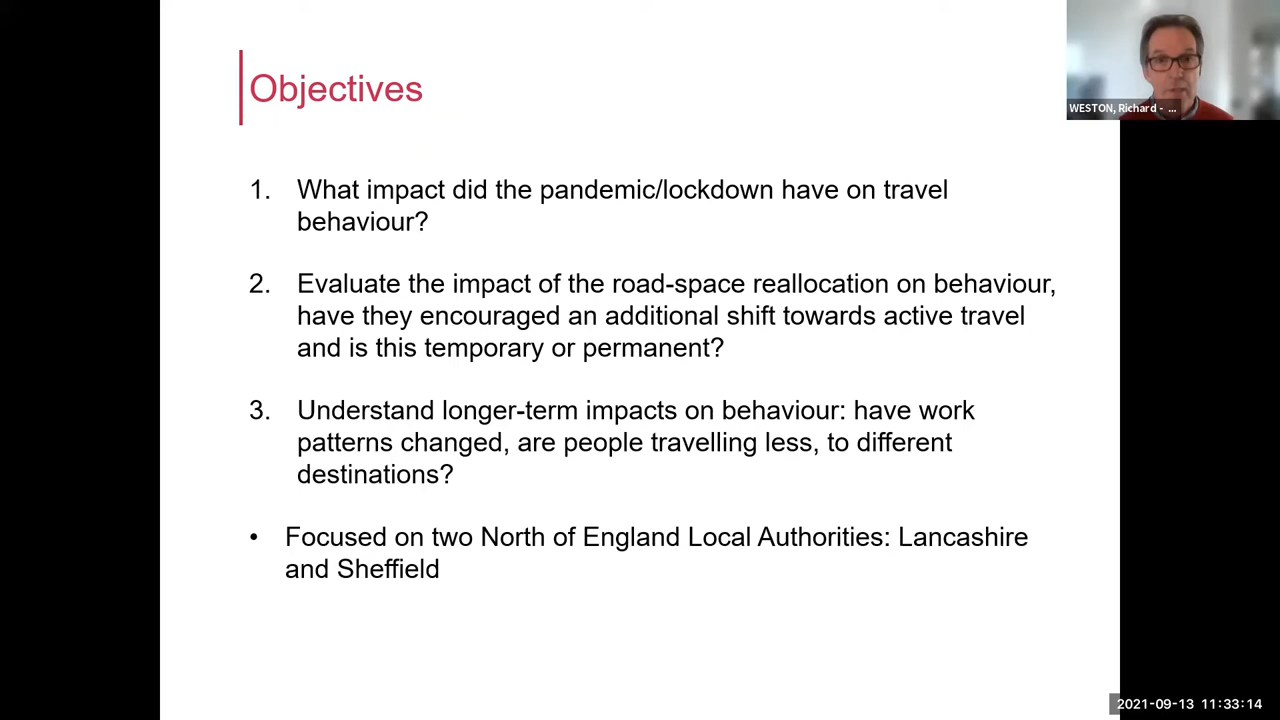 Objectives
WESTON, Richard - ...
1. What impact did the pandemic/lockdown have on travel
behaviour?
2. Evaluate the impact of the road-space reallocation on behaviour,
have they encouraged an additional shift towards active travel
and is this temporary or permanent?
3. Understand longer-term impacts on behaviour: have work
patterns changed, are people travelling less, to different
destinations?
• Focused on two North of England Local Authorities: Lancashire
and Sheffield
2021-09-13 11:33:14